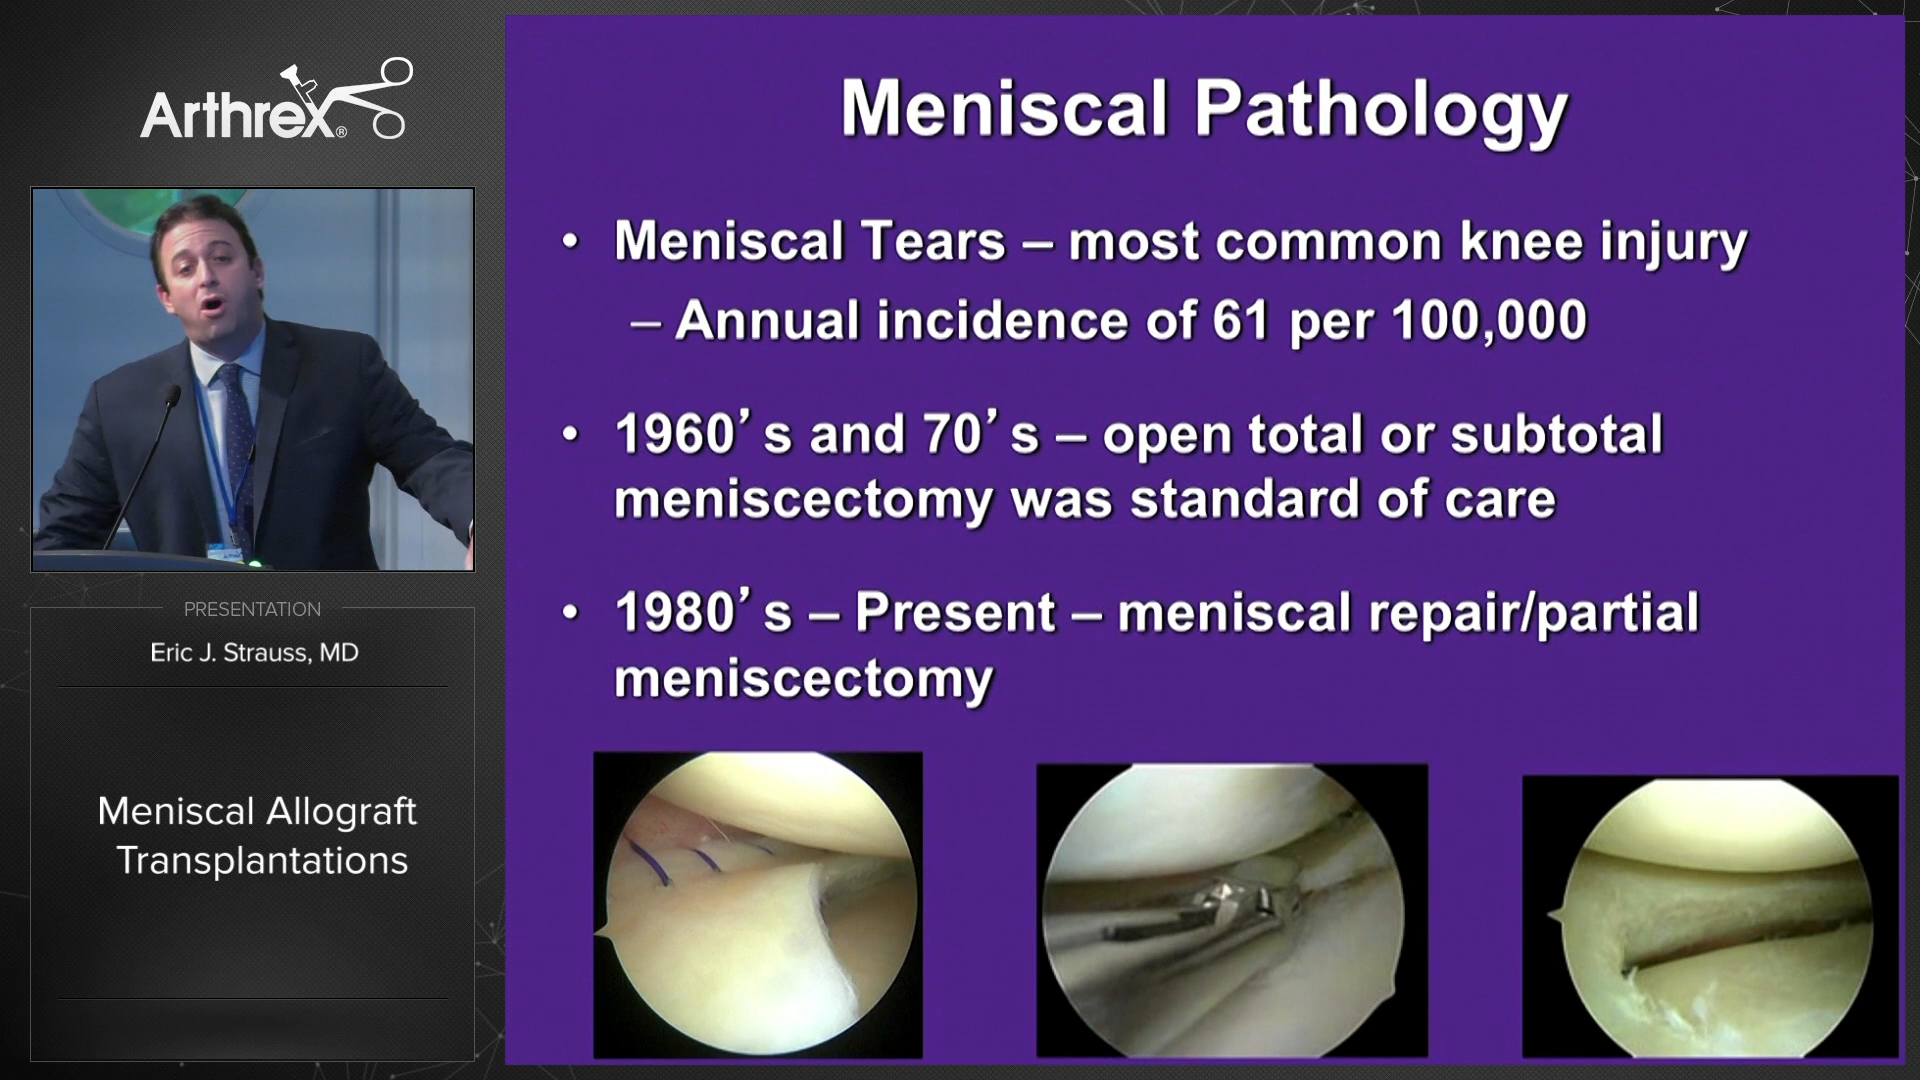 Arthrex®
PRESENTATION
Eric J. Strauss, MD
Meniscal Allograft
Transplantations
Meniscal Pathology
• Meniscal Tears – most common knee injury
– Annual incidence of 61 per 100,000
• 1960’s and 70’s – open total or subtotal
meniscectomy was standard of care
• 1980’s – Present – meniscal repair/partial
meniscectomy